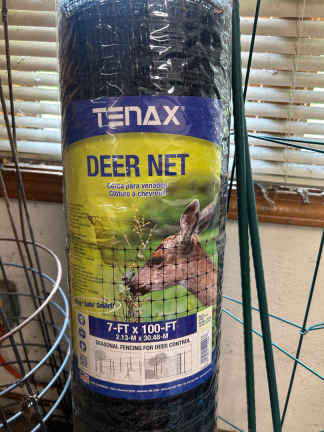 TENAX
DEER NET
Cerca para venados
Clôture à chevreuil
7-FT x 100-FT
2.13-M x 30.48-M
SEASONAL FENCING FOR DEER CONTROL